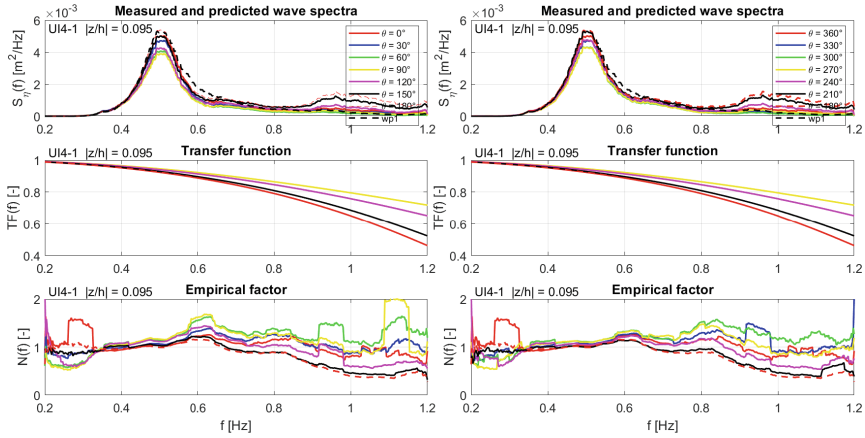 Measured and predicted wave spectra
×10⁻³
UI4-1 |z/h| = 0.095
S_η(f) [m²/Hz]
6
4
2
0
θ = 0°
θ = 30°
θ = 60°
θ = 90°
θ = 120°
θ = 150°
θ = 180°
wp1
0.2 0.4 0.6 0.8 1 1.2
Measured and predicted wave spectra
×10⁻³
UI4-1 |z/h| = 0.095
S_η(f) [m²/Hz]
6
4
2
0
θ = 360°
θ = 330°
θ = 300°
θ = 270°
θ = 240°
θ = 210°
θ = 180°
wp1
0.2 0.4 0.6 0.8 1 1.2
Transfer function
UI4-1 |z/h| = 0.095
TF(f) [-]
1
0.8
0.6
0.4
0.2 0.4 0.6 0.8 1 1.2
Transfer function
UI4-1 |z/h| = 0.095
TF(f) [-]
1
0.8
0.6
0.4
0.2 0.4 0.6 0.8 1 1.2
Empirical factor
UI4-1 |z/h| = 0.095
N(f) [-]
2
1
0
0.2 0.4 0.6 0.8 1 1.2
f [Hz]
Empirical factor
UI4-1 |z/h| = 0.095
N(f) [-]
2
1
0
0.2 0.4 0.6 0.8 1 1.2
f [Hz]